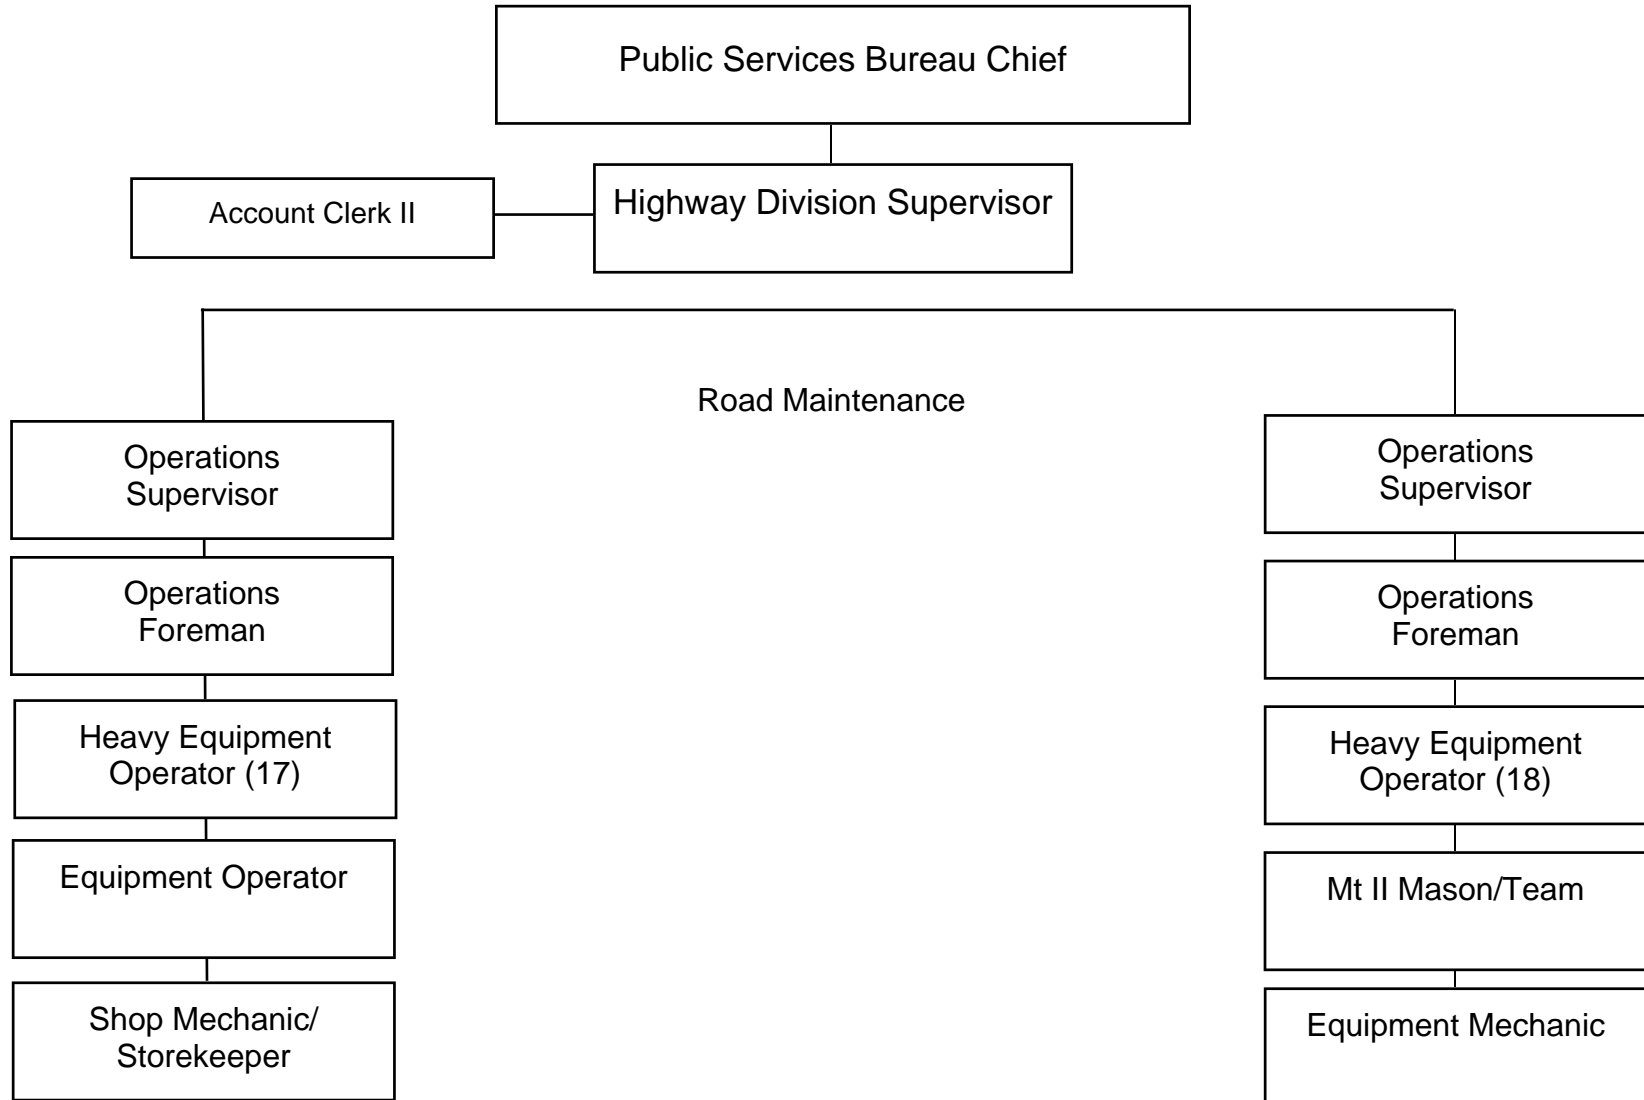 Public Services Bureau Chief
Account Clerk II
Highway Division Supervisor
Road Maintenance
Operations
Supervisor
Operations
Foreman
Heavy Equipment
Operator (17)
Equipment Operator
Shop Mechanic/
Storekeeper
Operations
Supervisor
Operations
Foreman
Heavy Equipment
Operator (18)
Mt II Mason/Team
Equipment Mechanic